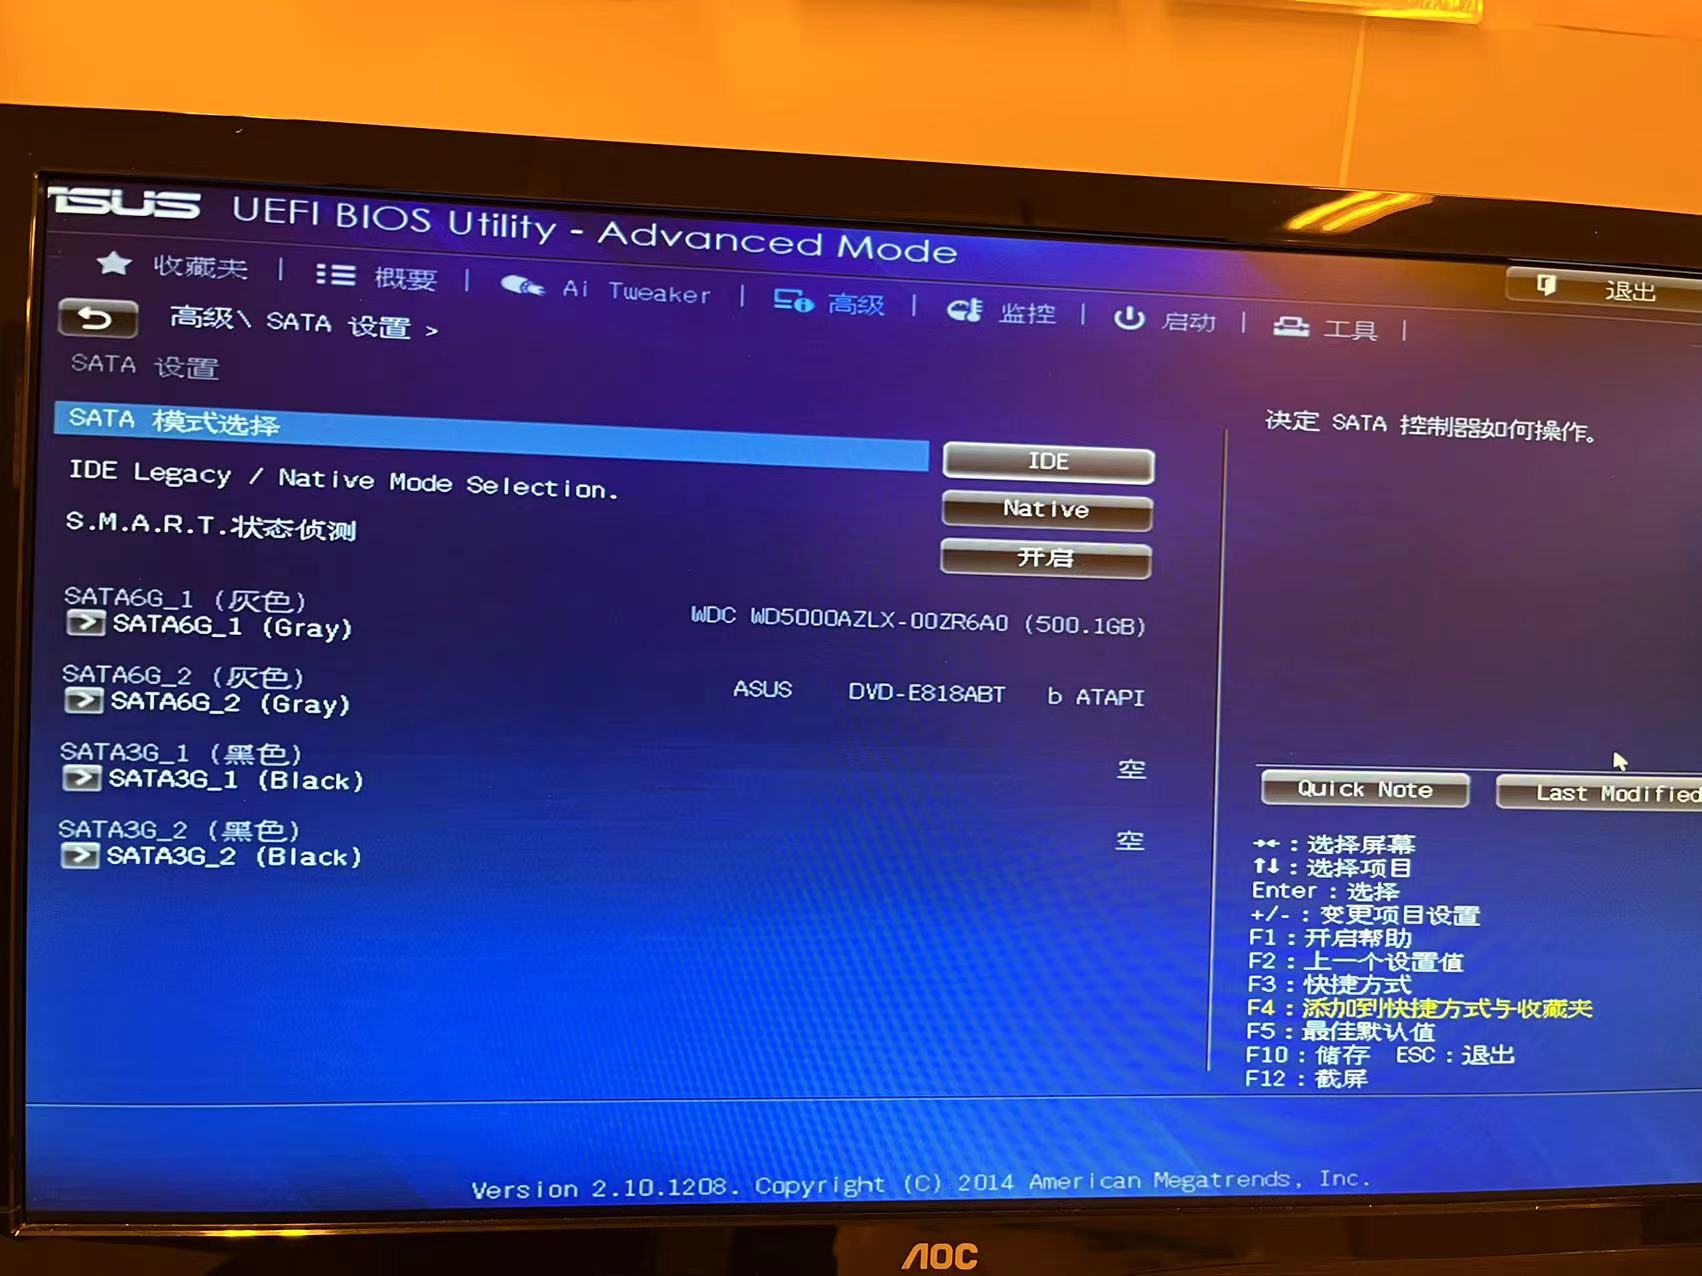 ASUS UEFI BIOS Utility - Advanced Mode
收藏夹 | 概要 | Ai Tweaker | 高级 | 监控 | 启动 | 工具 |
退出
高级\ SATA 设置 >
SATA 设置
SATA 模式选择 IDE
IDE Legacy / Native Mode Selection. Native
S.M.A.R.T.状态侦测 开启
SATA6G_1 (灰色) WDC WD5000AZLX-00ZR6A0 (500.1GB)
SATA6G_1 (Gray)
SATA6G_2 (灰色) ASUS DVD-E818ABT b ATAPI
SATA6G_2 (Gray)
SATA3G_1 (黑色) 空
SATA3G_1 (Black)
SATA3G_2 (黑色) 空
SATA3G_2 (Black)
决定 SATA 控制器如何操作。
Quick Note Last Modified
→←：选择屏幕
↑↓：选择项目
Enter：选择
+/-：变更项目设置
F1：开启帮助
F2：上一个设置值
F3：快捷方式
F4：添加到快捷方式与收藏夹
F5：最佳默认值
F10：储存 ESC：退出
F12：截屏
Version 2.10.1208. Copyright (C) 2014 American Megatrends, Inc.
AOC